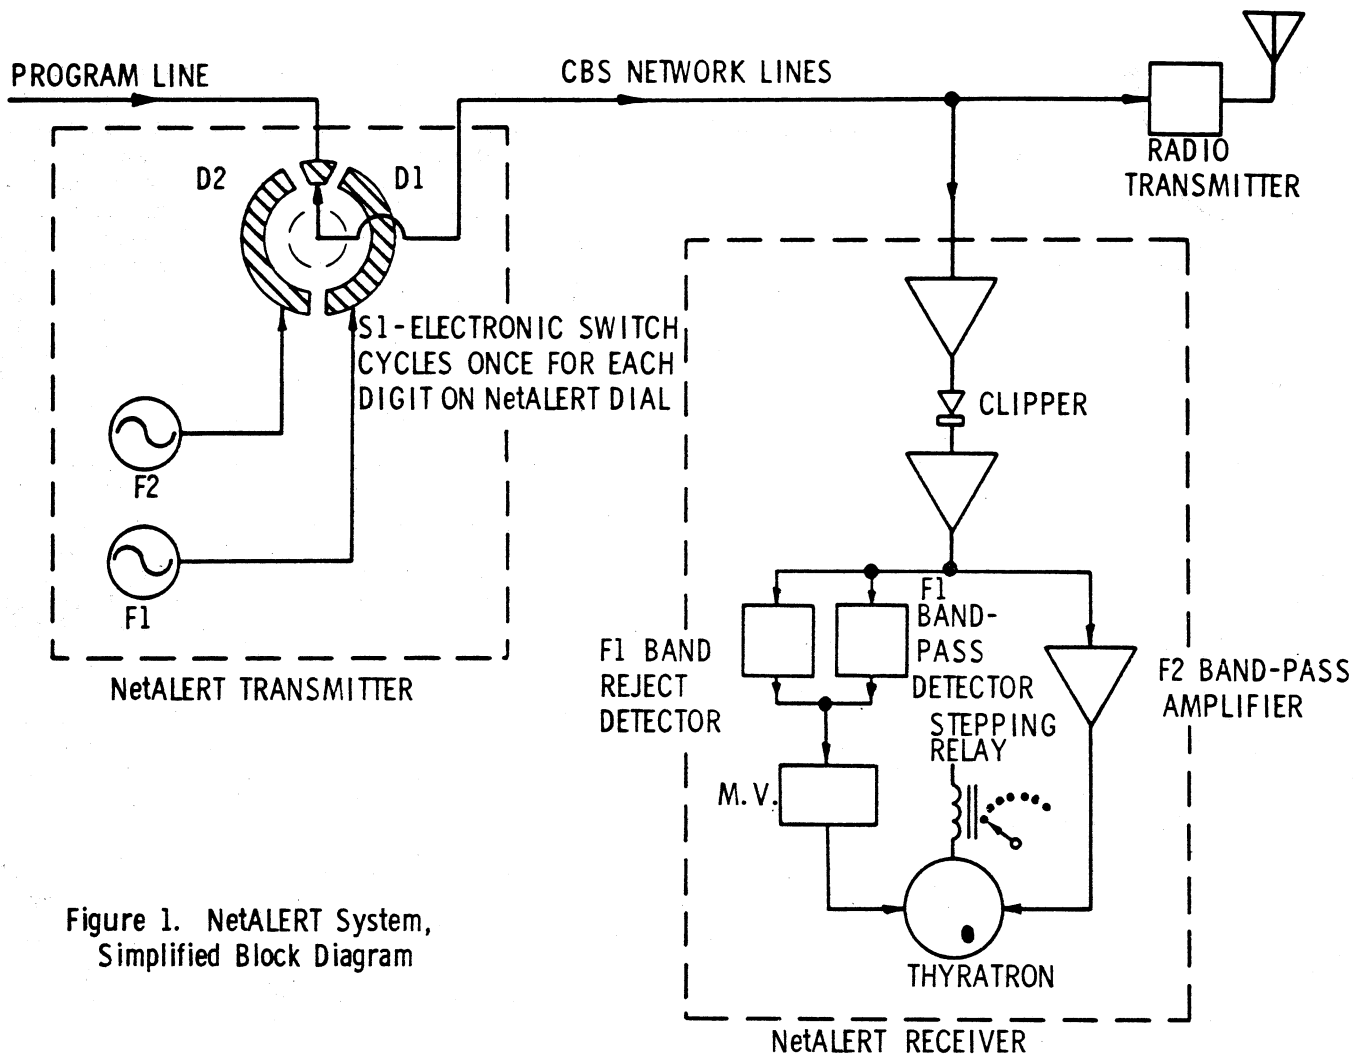 PROGRAM LINE
CBS NETWORK LINES
RADIO
TRANSMITTER
D2
D1
S1-ELECTRONIC SWITCH
CYCLES ONCE FOR EACH
DIGIT ON NetALERT DIAL
F2
F1
NetALERT TRANSMITTER
CLIPPER
F1
BAND-
PASS
DETECTOR
F1 BAND
REJECT
DETECTOR
F2 BAND-PASS
AMPLIFIER
STEPPING
RELAY
M.V.
THYRATRON
NetALERT RECEIVER
Figure 1. NetALERT System,
Simplified Block Diagram